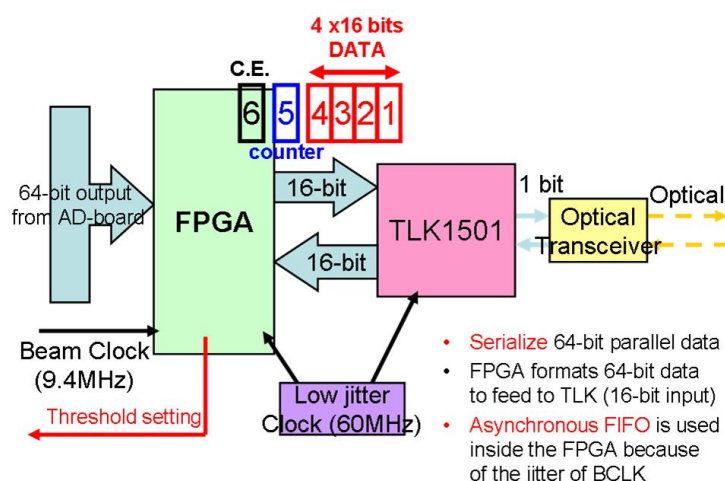 4 x16 bits
DATA
C.E.
6 5 4 3 2 1
counter
64-bit output
from AD-board
FPGA
16-bit
16-bit
TLK1501
1 bit
Optical
Transceiver
Optical
Beam Clock
(9.4MHz)
Threshold setting
Low jitter
Clock (60MHz)
• Serialize 64-bit parallel data
• FPGA formats 64-bit data
to feed to TLK (16-bit input)
• Asynchronous FIFO is used
inside the FPGA because
of the jitter of BCLK